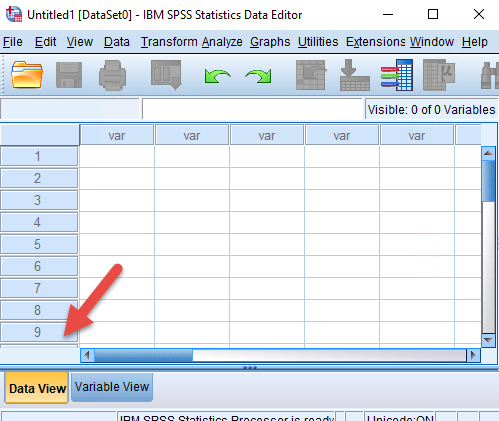 Untitled1 [DataSet0] - IBM SPSS Statistics Data Editor
File Edit View Data Transform Analyze Graphs Utilities Extensions Window Help
Visible: 0 of 0 Variables
var var var var var
1
2
3
4
5
6
7
8
9
Data View Variable View
IBM SPSS Statistics Processor is ready Unicode:ON